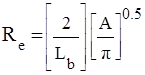 R_e = [2 / L_b] [A / π]^0.5